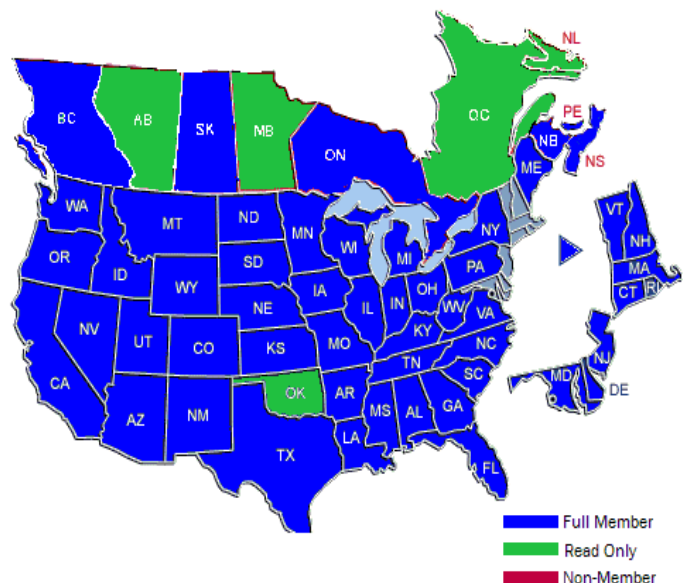 NL
BC
AB
SK
MB
ON
QC
PE
NB
NS
ME
WA
MT
ND
MN
OR
ID
SD
WI
MI
NY
VT
NH
MA
CT
RI
WY
IA
PA
NV
UT
NE
IL
IN
OH
WV
VA
NJ
CO
KS
MO
KY
NC
CA
TN
MD
DE
AZ
NM
OK
AR
SC
MS
AL
GA
TX
LA
FL
Full Member
Read Only
Non-Member